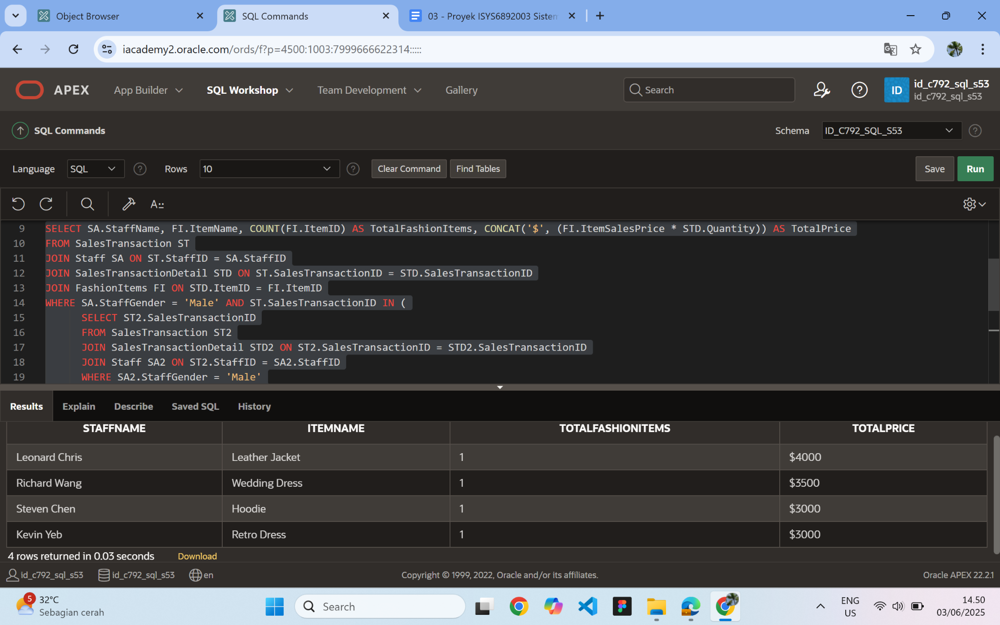 Object Browser
SQL Commands
03 - Proyek ISYS6892003 Sistem
iacademy2.oracle.com/ords/f?p=4500:1003:7999666622314:::::
APEX App Builder SQL Workshop Team Development Gallery Search ID id_c792_sql_s53
id_c792_sql_s53
SQL Commands Schema ID_C792_SQL_S53
Language SQL Rows 10 Clear Command Find Tables Save Run
9 SELECT SA.StaffName, FI.ItemName, COUNT(FI.ItemID) AS TotalFashionItems, CONCAT('$', (FI.ItemSalesPrice * STD.Quantity)) AS TotalPrice
10 FROM SalesTransaction ST
11 JOIN Staff SA ON ST.StaffID = SA.StaffID
12 JOIN SalesTransactionDetail STD ON ST.SalesTransactionID = STD.SalesTransactionID
13 JOIN FashionItems FI ON STD.ItemID = FI.ItemID
14 WHERE SA.StaffGender = 'Male' AND ST.SalesTransactionID IN (
15 SELECT ST2.SalesTransactionID
16 FROM SalesTransaction ST2
17 JOIN SalesTransactionDetail STD2 ON ST2.SalesTransactionID = STD2.SalesTransactionID
18 JOIN Staff SA2 ON ST2.StaffID = SA2.StaffID
19 WHERE SA2.StaffGender = 'Male'
Results Explain Describe Saved SQL History
STAFFNAME ITEMNAME TOTALFASHIONITEMS TOTALPRICE
Leonard Chris Leather Jacket 1 $4000
Richard Wang Wedding Dress 1 $3500
Steven Chen Hoodie 1 $3000
Kevin Yeb Retro Dress 1 $3000
4 rows returned in 0.03 seconds Download
id_c792_sql_s53 id_c792_sql_s53 en Copyright © 1999, 2022, Oracle and/or its affiliates. Oracle APEX 22.2.1
5 32°C
Sebagian cerah
Search
ENG
US
14.50
03/06/2025